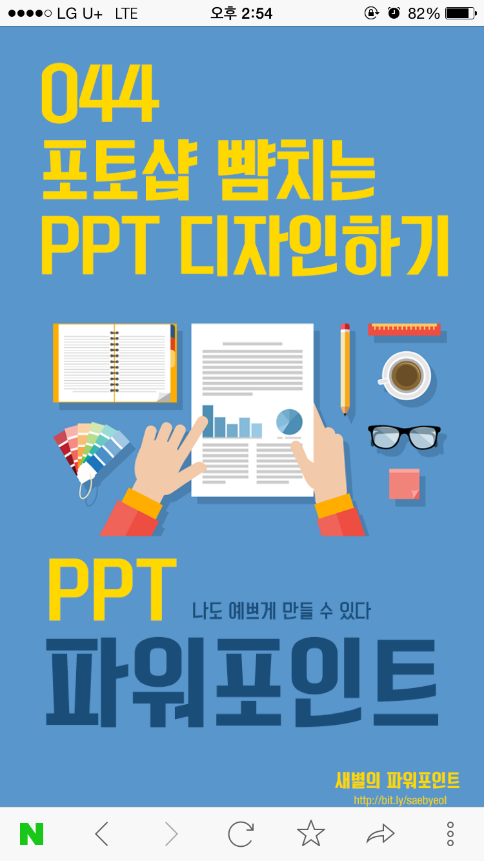 LG U+ LTE 오후 2:54 82%
044
포토샵 뺨치는
PPT 디자인하기
PPT 나도 예쁘게 만들 수 있다
파워포인트
새별의 파워포인트
http://bit.ly/saebyeol
N